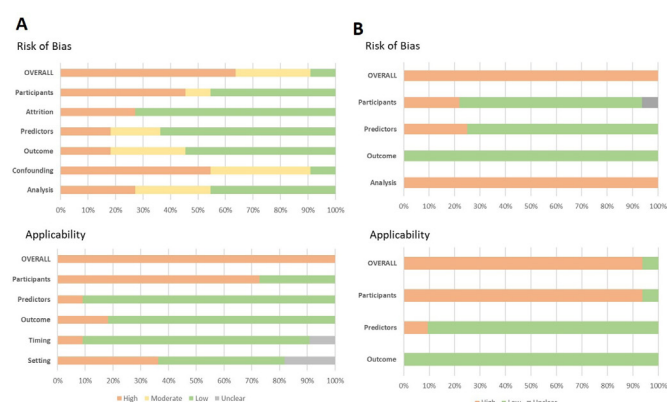 A
Risk of Bias
OVERALL
Participants
Attrition
Predictors
Outcome
Confounding
Analysis
0% 10% 20% 30% 40% 50% 60% 70% 80% 90% 100%
Applicability
OVERALL
Participants
Predictors
Outcome
Timing
Setting
0% 10% 20% 30% 40% 50% 60% 70% 80% 90% 100%
High Moderate Low Unclear
B
Risk of Bias
OVERALL
Participants
Predictors
Outcome
Analysis
0% 10% 20% 30% 40% 50% 60% 70% 80% 90% 100%
Applicability
OVERALL
Participants
Predictors
Outcome
0% 10% 20% 30% 40% 50% 60% 70% 80% 90% 100%
High Low Unclear